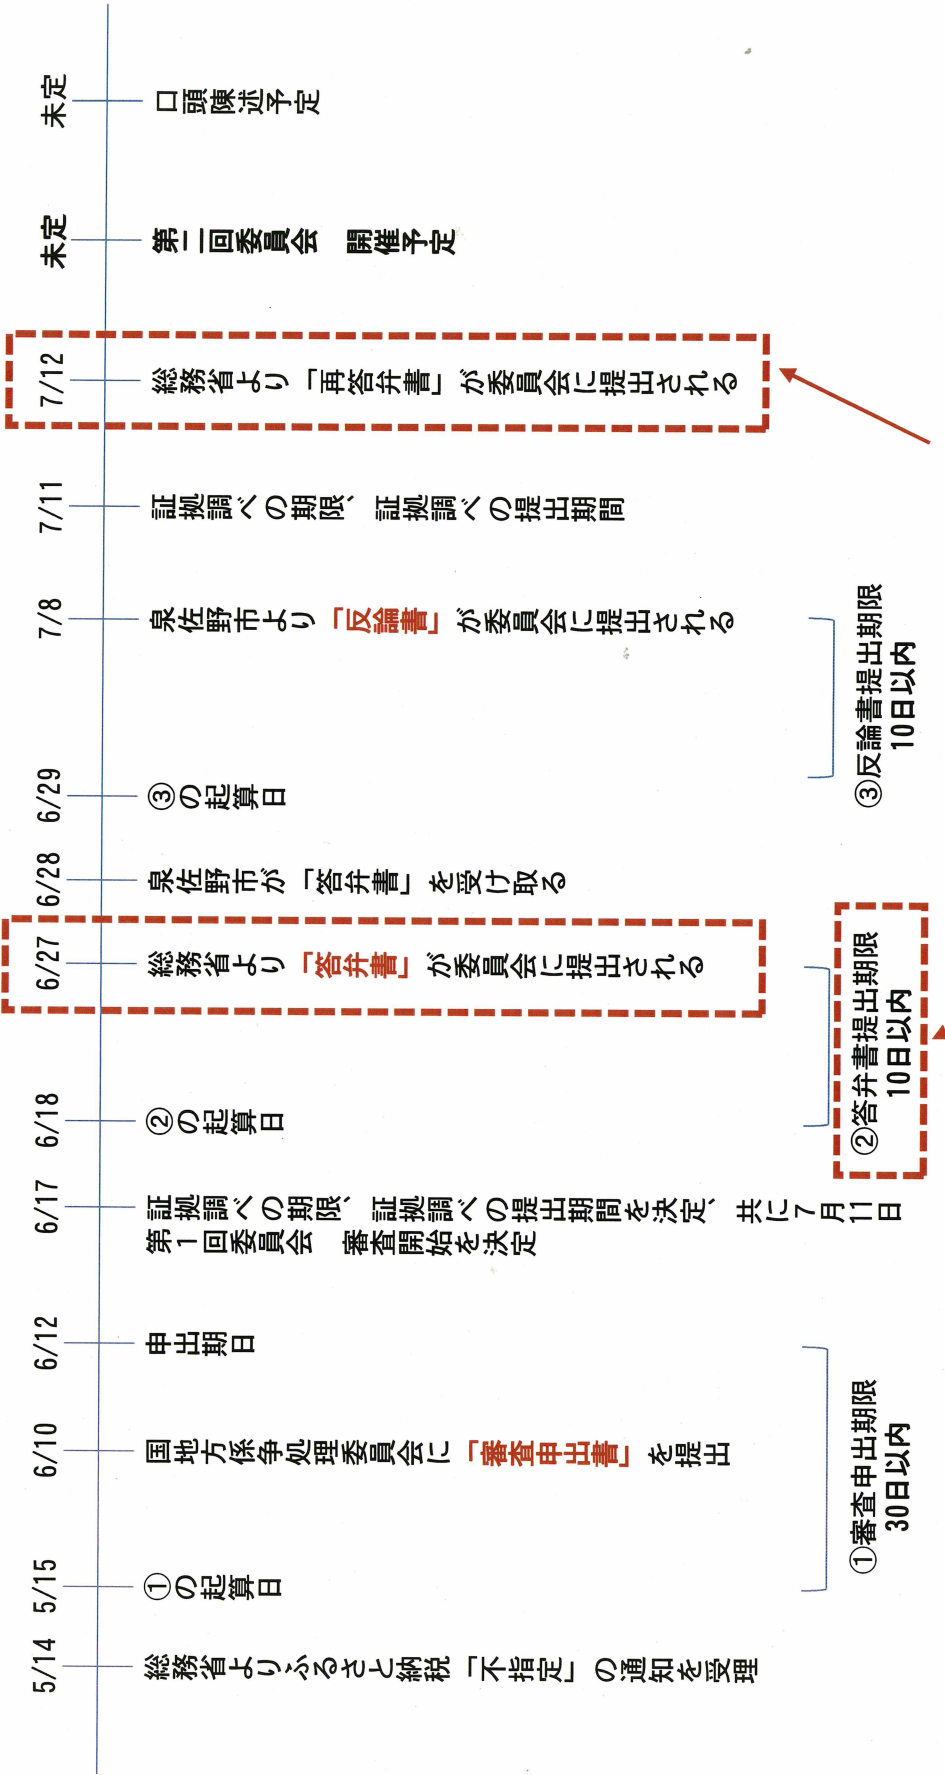 5/14
総務省よりふるさと納税「不指定」の通知を受理
5/15
①の起算日
6/10
国地方係争処理委員会に「審査申出書」を提出
6/12
申出期日
①審査申出期限
30日以内
6/17
証拠調べの期限、証拠調べの提出期間を決定、共に7月11日
第1回委員会　審査開始を決定
6/18
②の起算日
6/27
総務省より「答弁書」が委員会に提出される
②答弁書提出期限
10日以内
6/28
泉佐野市が「答弁書」を受け取る
6/29
③の起算日
7/8
泉佐野市より「反論書」が委員会に提出される
③反論書提出期限
10日以内
7/11
証拠調べの期限、証拠調べの提出期間
7/12
総務省より「再答弁書」が委員会に提出される
未定
第二回委員会　開催予定
未定
口頭陳述予定